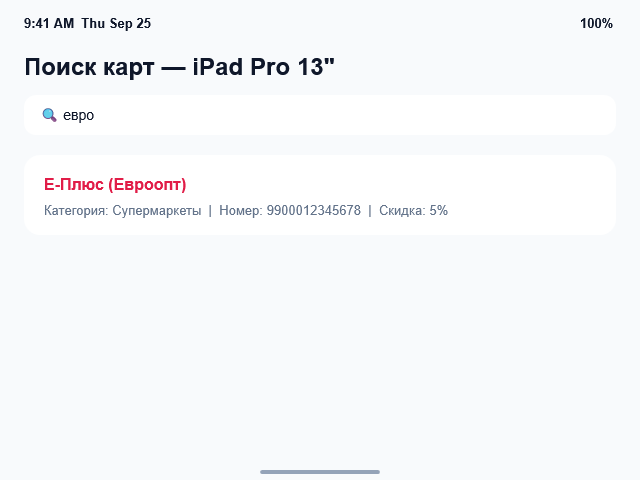 9:41 AM  Thu Sep 25
100%
Поиск карт — iPad Pro 13"
евро
Е-Плюс (Евроопт)
Категория: Супермаркеты  |  Номер: 9900012345678  |  Скидка: 5%